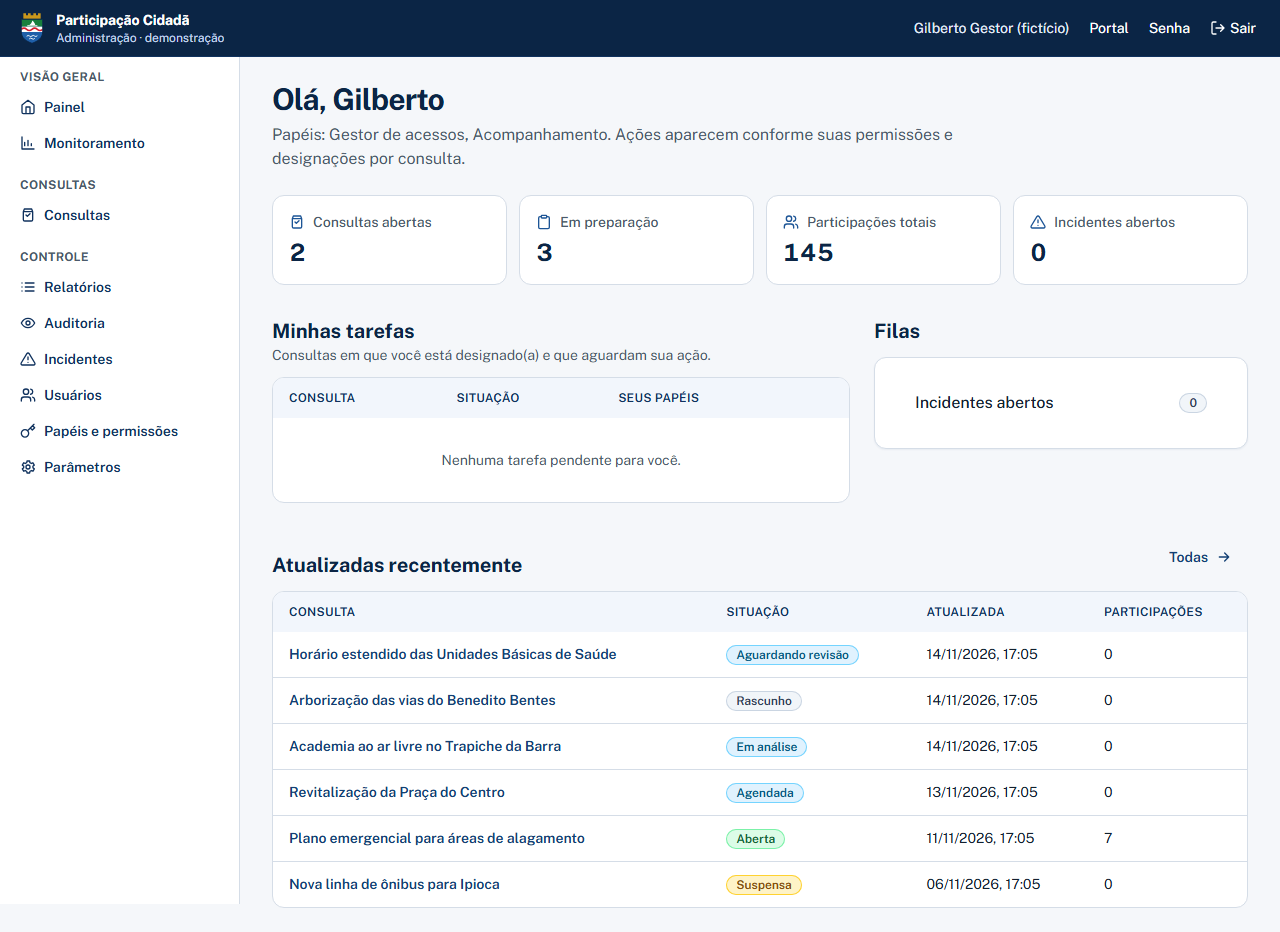 Participação Cidadã
Administração · demonstração
Gilberto Gestor (fictício) Portal Senha Sair
VISÃO GERAL
Painel
Monitoramento
CONSULTAS
Consultas
CONTROLE
Relatórios
Auditoria
Incidentes
Usuários
Papéis e permissões
Parâmetros
Olá, Gilberto
Papéis: Gestor de acessos, Acompanhamento. Ações aparecem conforme suas permissões e
designações por consulta.
Consultas abertas
2
Em preparação
3
Participações totais
145
Incidentes abertos
0
Minhas tarefas
Consultas em que você está designado(a) e que aguardam sua ação.
CONSULTA SITUAÇÃO SEUS PAPÉIS
Nenhuma tarefa pendente para você.
Filas
Incidentes abertos 0
Atualizadas recentemente
Todas
CONSULTA SITUAÇÃO ATUALIZADA PARTICIPAÇÕES
Horário estendido das Unidades Básicas de Saúde Aguardando revisão 14/11/2026, 17:05 0
Arborização das vias do Benedito Bentes Rascunho 14/11/2026, 17:05 0
Academia ao ar livre no Trapiche da Barra Em análise 14/11/2026, 17:05 0
Revitalização da Praça do Centro Agendada 13/11/2026, 17:05 0
Plano emergencial para áreas de alagamento Aberta 11/11/2026, 17:05 7
Nova linha de ônibus para Ipioca Suspensa 06/11/2026, 17:05 0